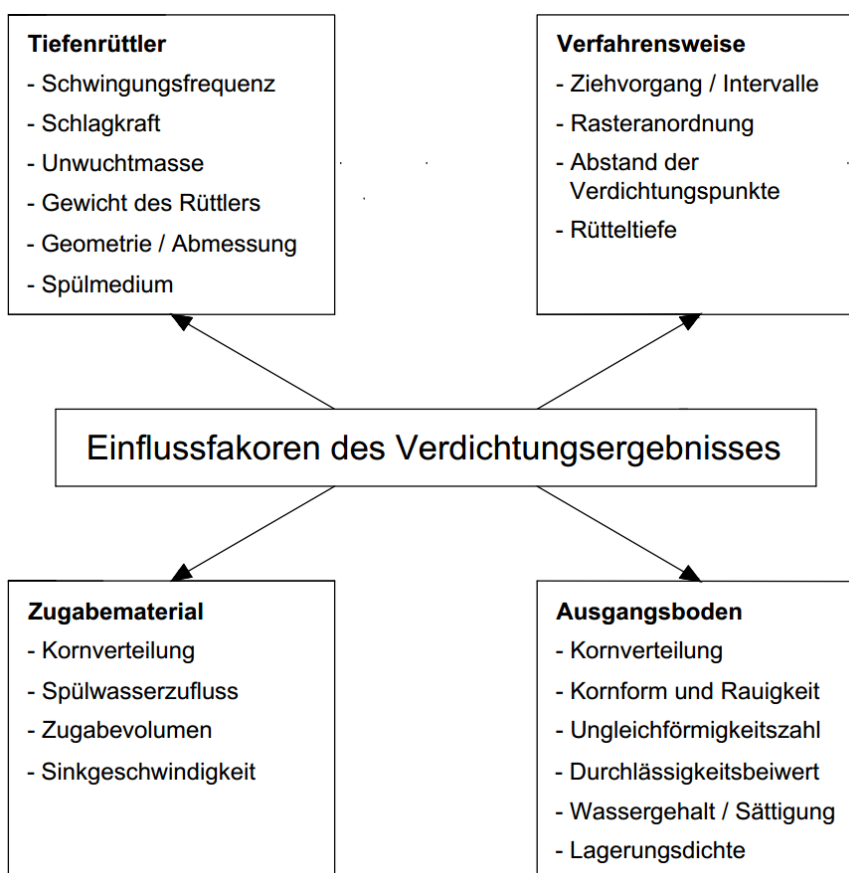 Tiefenrüttler
- Schwingungsfrequenz
- Schlagkraft
- Unwuchtmasse
- Gewicht des Rüttlers
- Geometrie / Abmessung
- Spülmedium
Verfahrensweise
- Ziehvorgang / Intervalle
- Rasteranordnung
- Abstand der
Verdichtungspunkte
- Rütteltiefe
Einflussfakoren des Verdichtungsergebnisses
Zugabematerial
- Kornverteilung
- Spülwasserzufluss
- Zugabevolumen
- Sinkgeschwindigkeit
Ausgangsboden
- Kornverteilung
- Kornform und Rauigkeit
- Ungleichförmigkeitszahl
- Durchlässigkeitsbeiwert
- Wassergehalt / Sättigung
- Lagerungsdichte